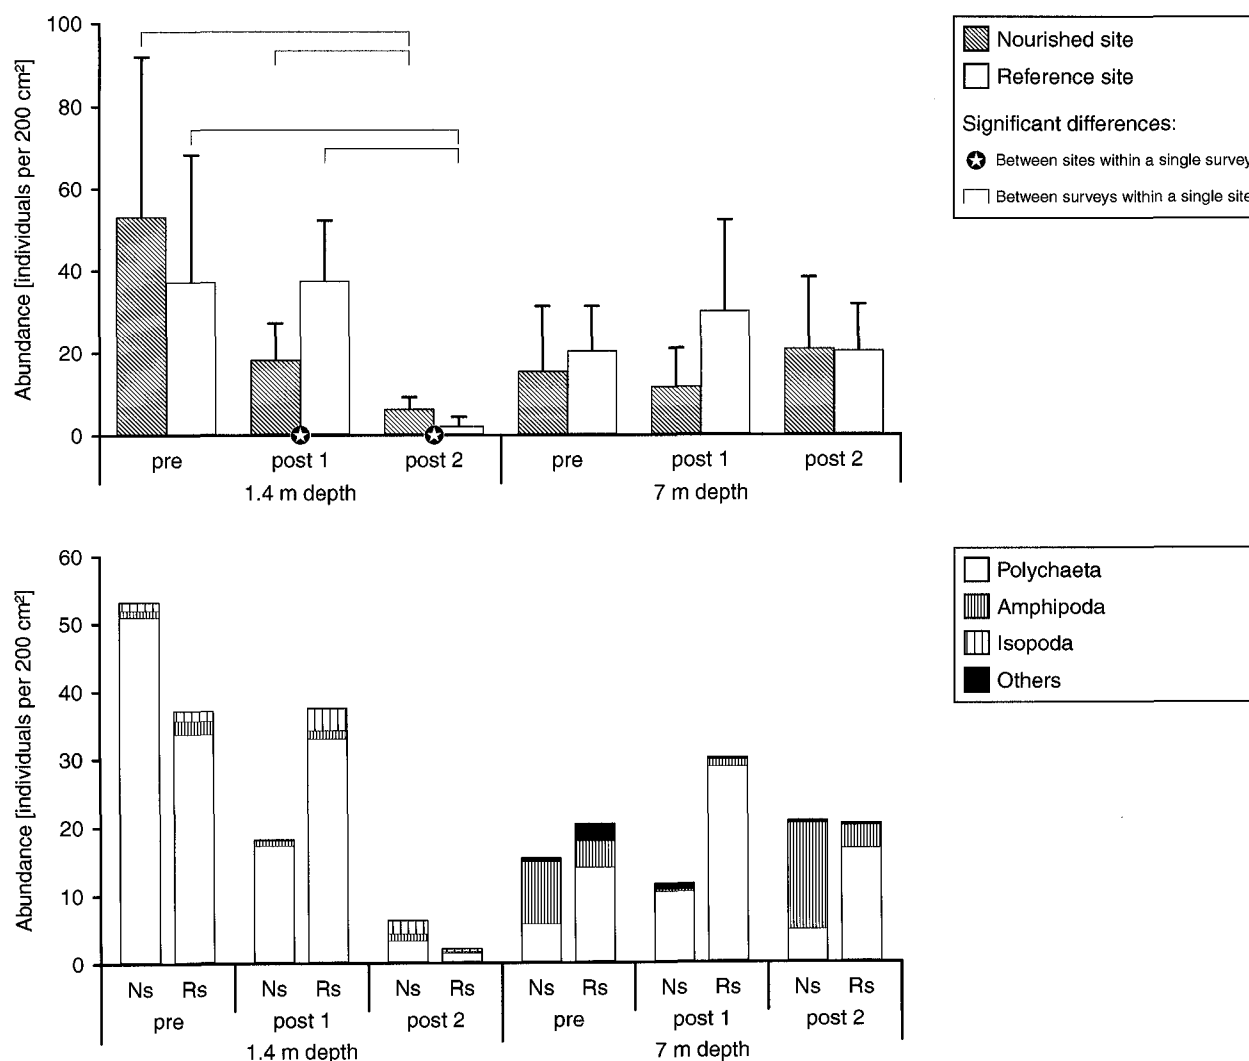 Abundance [individuals per 200 cm²]
100
80
60
40
20
0
pre
post 1
post 2
pre
post 1
post 2
1.4 m depth
7 m depth
Nourished site
Reference site
Significant differences:
Between sites within a single survey
Between surveys within a single site
Abundance [individuals per 200 cm²]
60
50
40
30
20
10
0
Ns Rs Ns Rs Ns Rs Ns Rs Ns Rs Ns Rs
pre
post 1
post 2
pre
post 1
post 2
1.4 m depth
7 m depth
Polychaeta
Amphipoda
Isopoda
Others